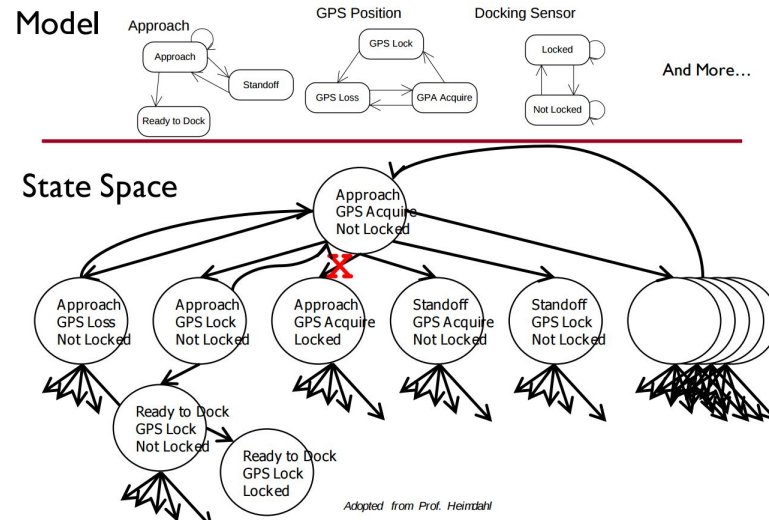 Model
Approach
Approach
Standoff
Ready to Dock
GPS Position
GPS Lock
GPS Loss
GPA Acquire
Docking Sensor
Locked
Not Locked
And More...
State Space
Approach
GPS Acquire
Not Locked
X
Approach
GPS Loss
Not Locked
Approach
GPS Lock
Not Locked
Approach
GPS Acquire
Locked
Standoff
GPS Acquire
Not Locked
Standoff
GPS Lock
Not Locked
Ready to Dock
GPS Lock
Not Locked
Ready to Dock
GPS Lock
Locked
Adopted from Prof. Heimdahl